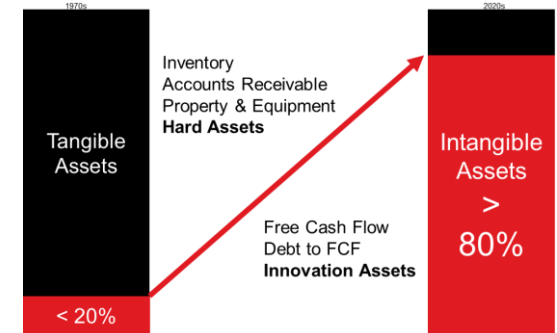 1970s
2020s
Tangible
Assets
< 20%
Inventory
Accounts Receivable
Property & Equipment
Hard Assets
Free Cash Flow
Debt to FCF
Innovation Assets
Intangible
Assets
>
80%